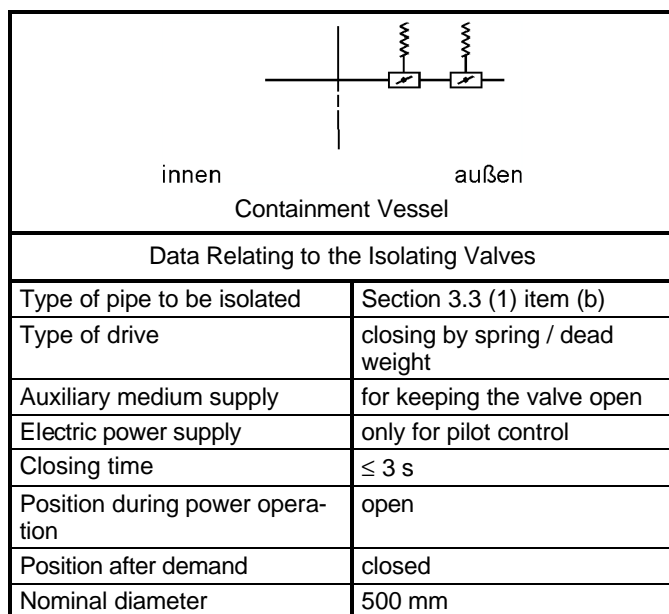 innen außen
Containment Vessel
Data Relating to the Isolating Valves
Type of pipe to be isolated Section 3.3 (1) item (b)
Type of drive closing by spring / dead
weight
Auxiliary medium supply for keeping the valve open
Electric power supply only for pilot control
Closing time ≤ 3 s
Position during power opera-
tion open
Position after demand closed
Nominal diameter 500 mm